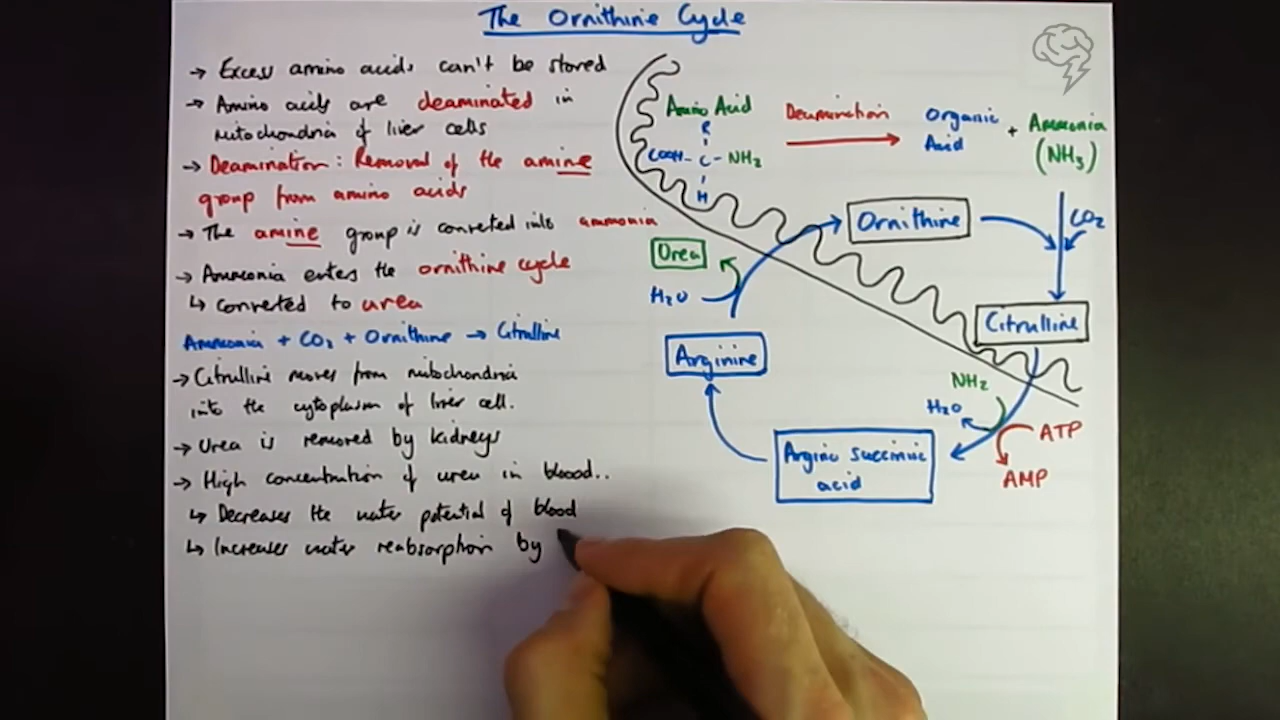 The Ornithine Cycle
→ Excess amino acids can't be stored
→ Amino acids are deaminated in
mitochondria of liver cells
→ Deamination: Removal of the amine
group from amino acids
→ The amine group is converted into ammonia
→ Ammonia enters the ornithine cycle
↳ converted to urea
Ammonia + CO₂ + Ornithine → Citrulline
→ Citrulline moves from mitochondria
into the cytoplasm of liver cell.
→ Urea is removed by kidneys
→ High concentration of urea in blood..
↳ Decreases the water potential of blood
↳ Increases water reabsorption by
Amino Acid
R
COOH - C - NH₂
H
Deamination
Organic
Acid
+ Ammonia
(NH₃)
Ornithine
CO₂
Urea
H₂O
Citrulline
Arginine
NH₂
H₂O
ATP
AMP
Argino succinic
acid